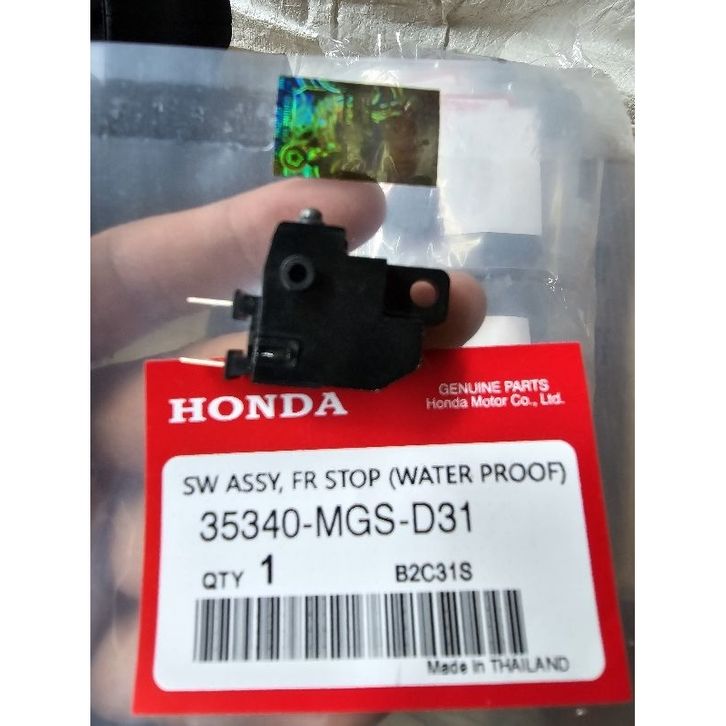 HONDA
GENUINE PARTS
Honda Motor Co., Ltd.
SW ASSY, FR STOP (WATER PROOF)
35340-MGS-D31
QTY 1 B2C31S
Made in THAILAND